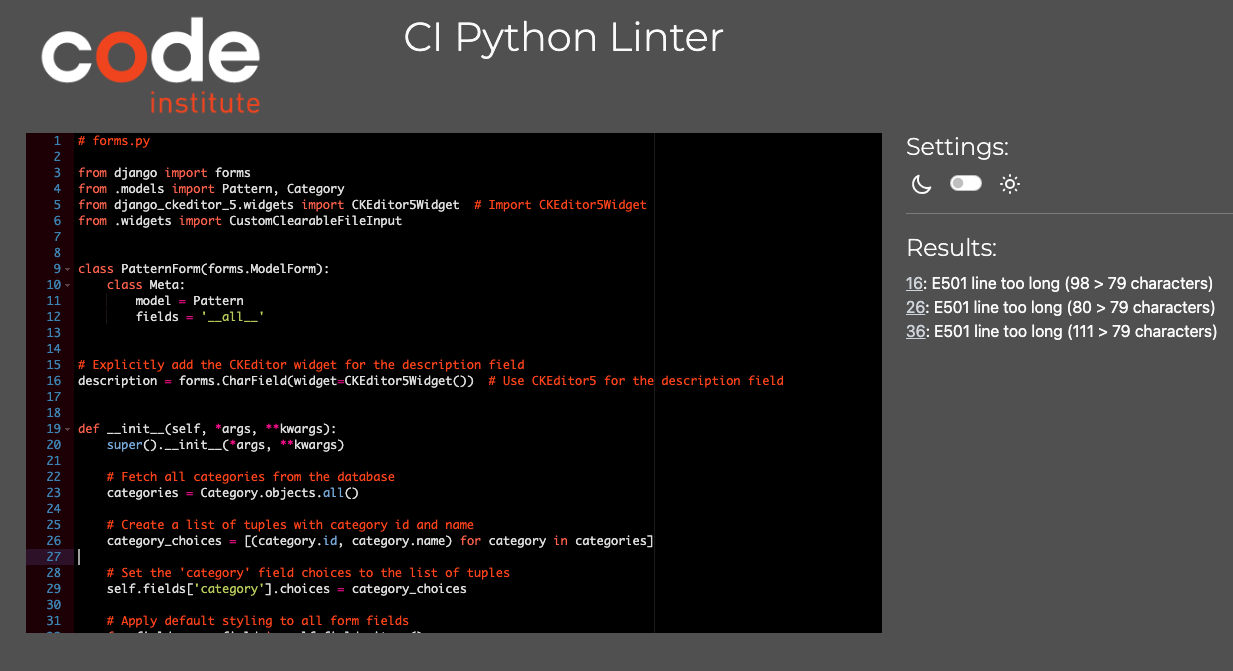 code
institute
CI Python Linter
1 # forms.py
2
3 from django import forms
4 from .models import Pattern, Category
5 from django_ckeditor_5.widgets import CKEditor5Widget  # Import CKEditor5Widget
6 from .widgets import CustomClearableFileInput
7
8
9 class PatternForm(forms.ModelForm):
10     class Meta:
11         model = Pattern
12         fields = '__all__'
13
14
15 # Explicitly add the CKEditor widget for the description field
16 description = forms.CharField(widget=CKEditor5Widget())  # Use CKEditor5 for the description field
17
18
19 def __init__(self, *args, **kwargs):
20     super().__init__(*args, **kwargs)
21
22     # Fetch all categories from the database
23     categories = Category.objects.all()
24
25     # Create a list of tuples with category id and name
26     category_choices = [(category.id, category.name) for category in categories]
27
28     # Set the 'category' field choices to the list of tuples
29     self.fields['category'].choices = category_choices
30
31     # Apply default styling to all form fields
Settings:
Results:
16: E501 line too long (98 > 79 characters)
26: E501 line too long (80 > 79 characters)
36: E501 line too long (111 > 79 characters)